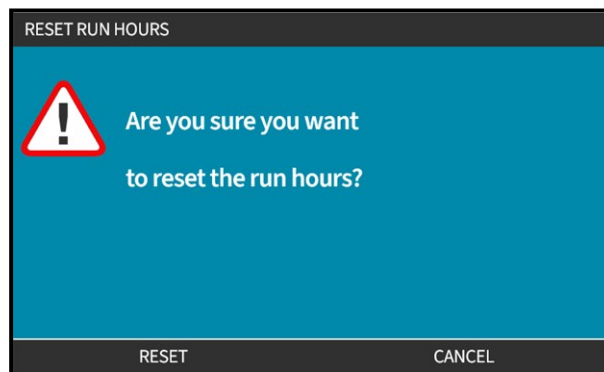 RESET RUN HOURS
!
Are you sure you want
to reset the run hours?
RESET CANCEL